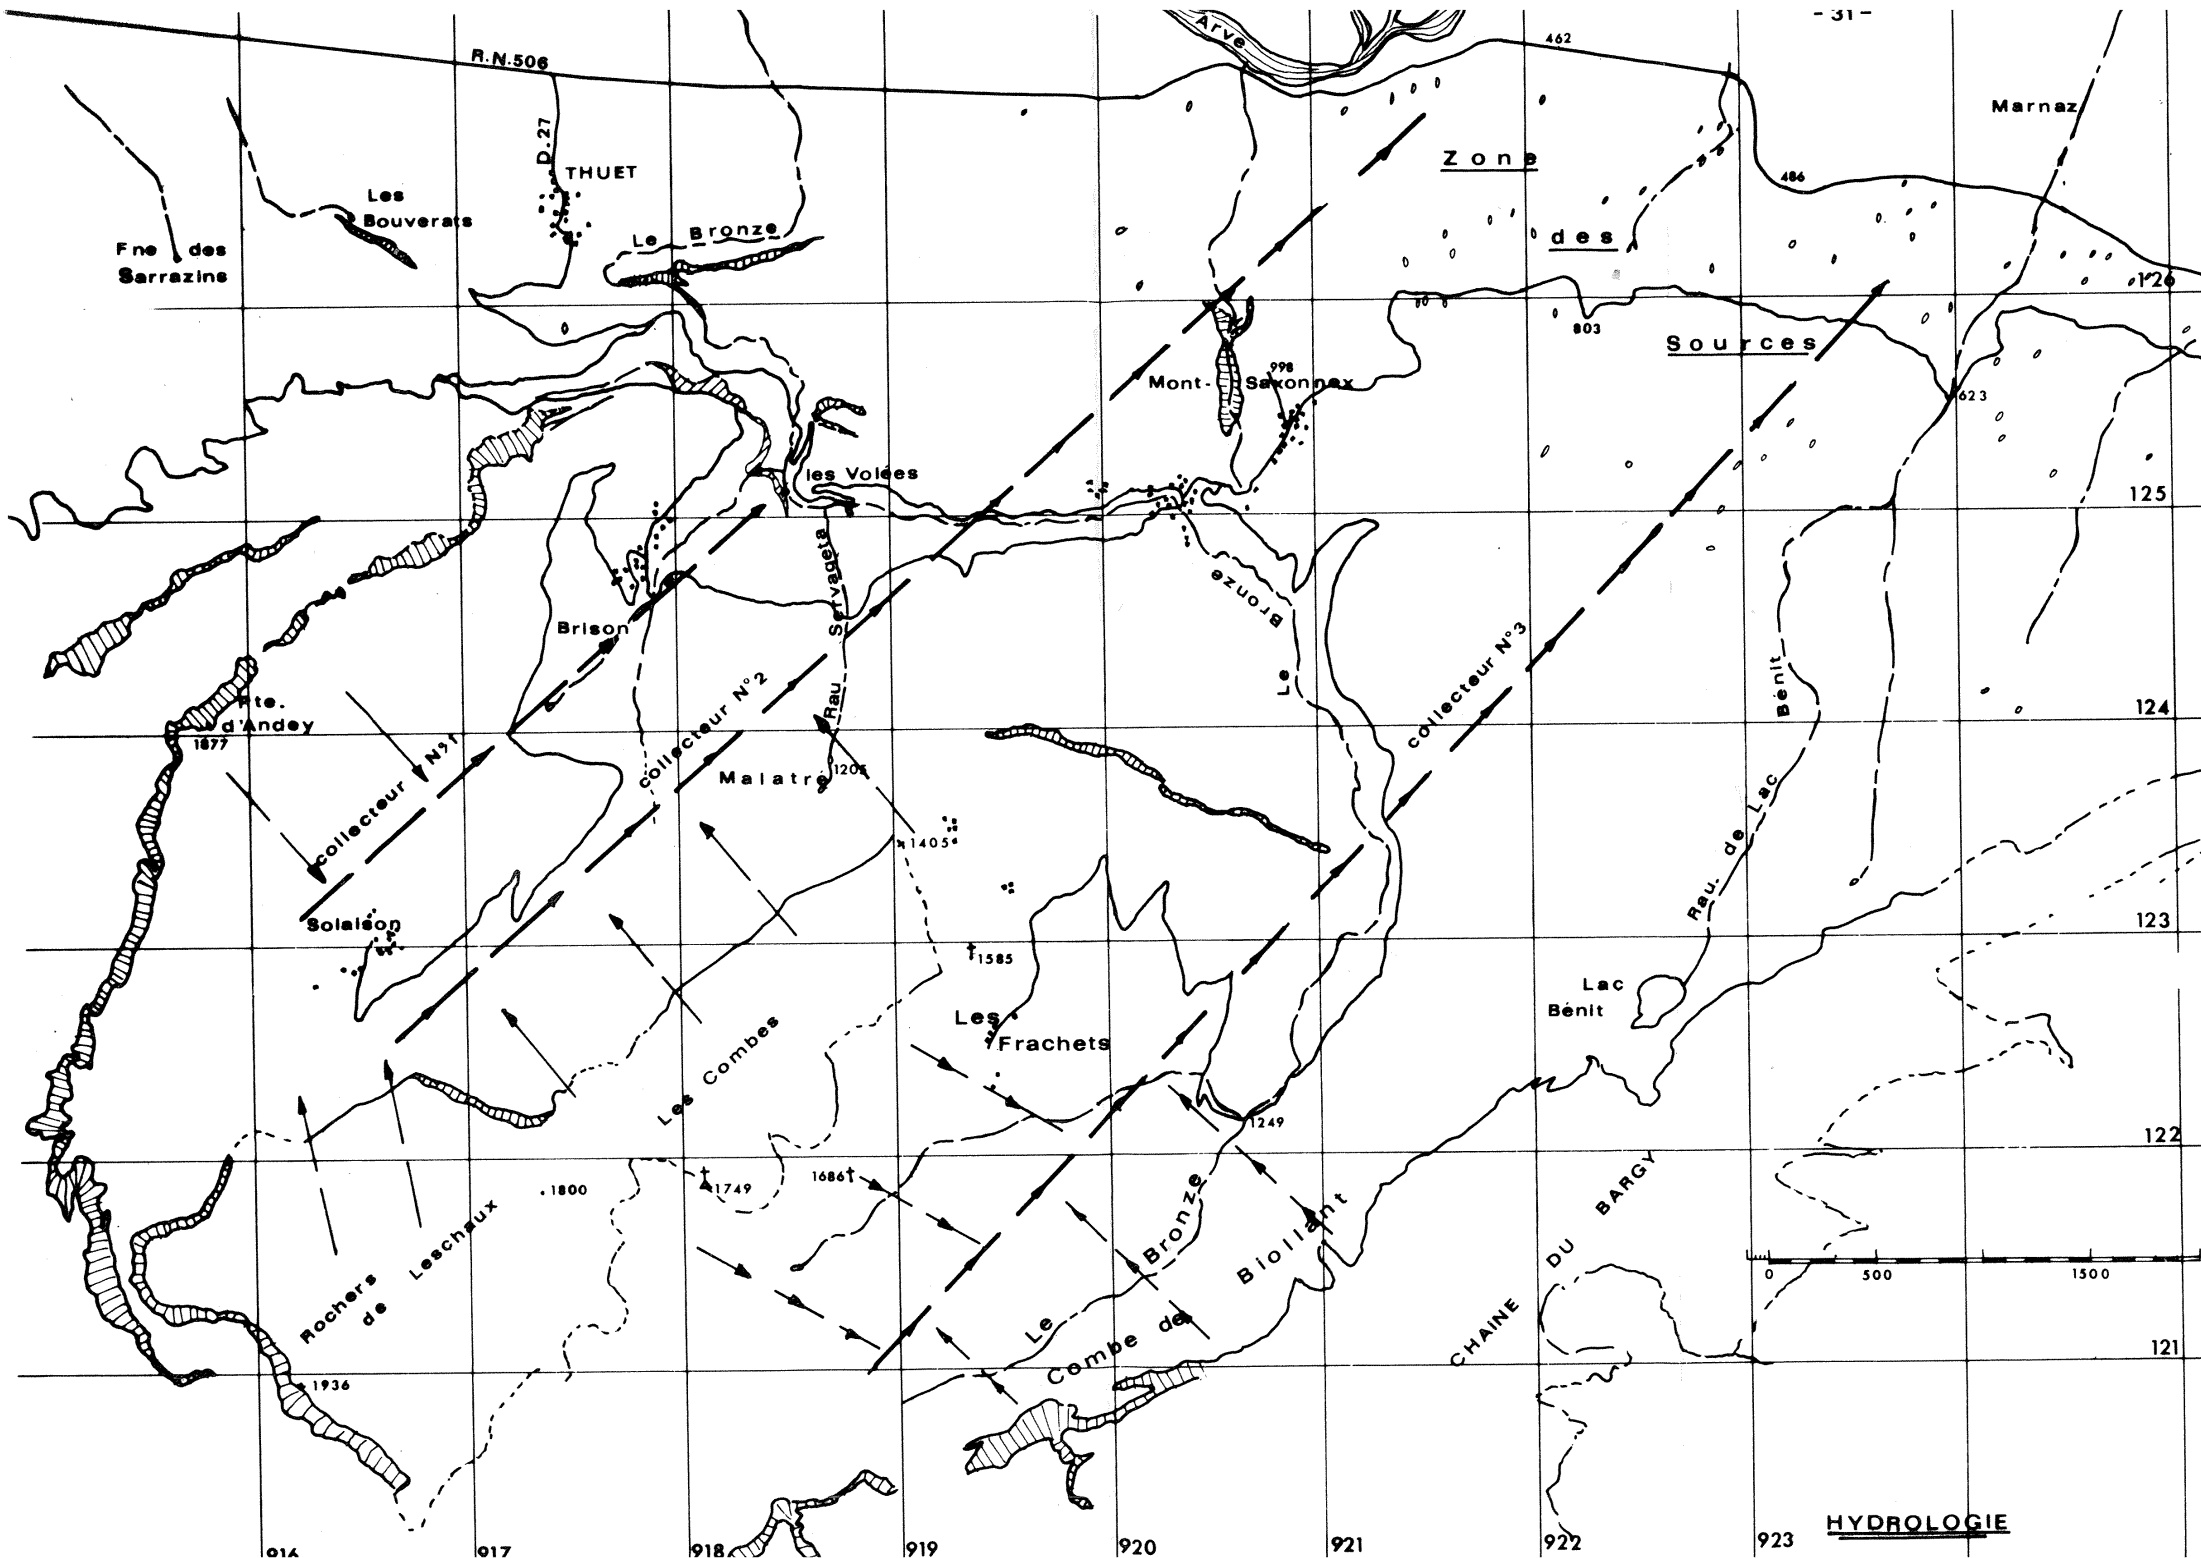 - 31 -
Arve
462
R.N.506
Marnaz
D.27
THUET
Zone
486
Les
Bouverats
Le Bronze
des
Fne des
Sarrazins
126
803
Sources
998
Mont- Saxonnex
623
les Volées
125
Servageta
Rau
Bronze
Le
Brison
collecteur N°3
Bénit
Pte.
d'Andey
1877
collecteur N°1
collecteur N°2
124
Malatré
1205
Rau. de Lac
1405
Solaison
123
1585
Lac
Bénit
Les
Frachets
Les Combes
1249
122
1800
1749
1686
Rochers
de
Leschaux
Le Bronze
Combe de Biollant
CHAINE DU BARGY
0 500 1500
121
1936
HYDROLOGIE
916 917 918 919 920 921 922 923